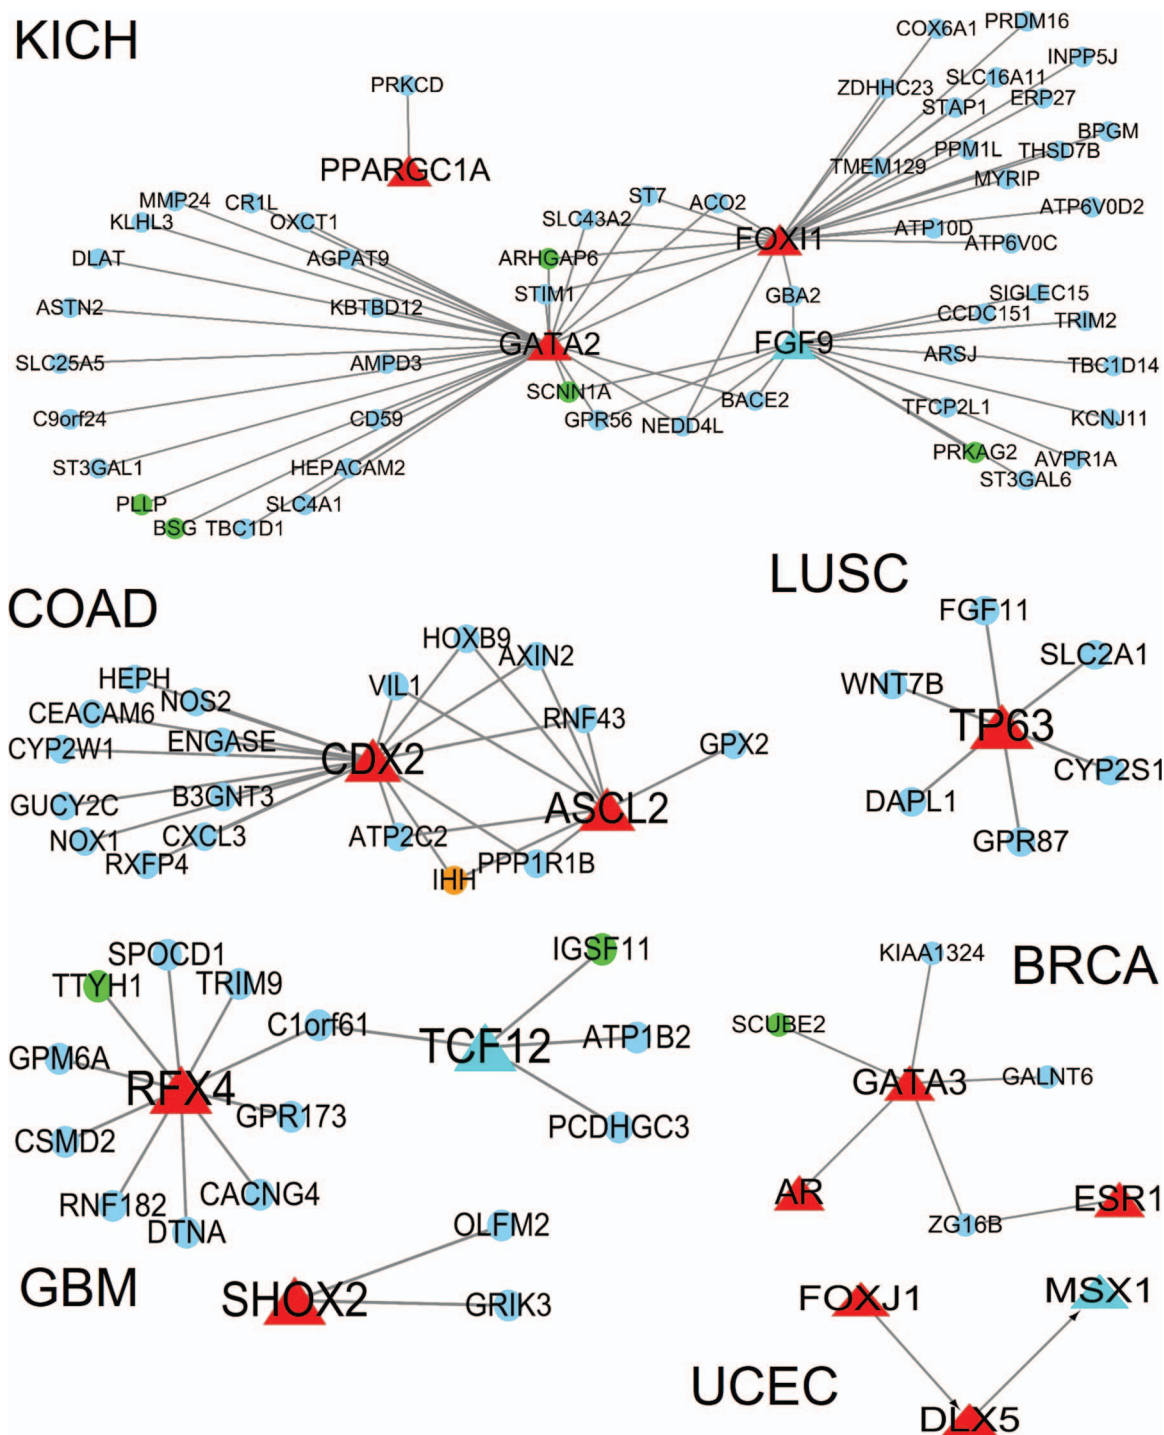 KICH
COX6A1
PRDM16
INPP5J
PRKCD
ZDHHC23
SLC16A11
STAP1
ERP27
BPGM
PPM1L
THSD7B
PPARGC1A
TMEM129
MYRIP
MMP24
CR1L
ST7
ACO2
ATP6V0D2
KLHL3
OXCT1
SLC43A2
FOXI1
ATP10D
ATP6V0C
DLAT
AGPAT9
ARHGAP6
STIM1
GBA2
SIGLEC15
ASTN2
KBTBD12
CCDC151
TRIM2
GATA2
FGF9
ARSJ
SLC25A5
AMPD3
TBC1D14
SCNN1A
BACE2
TFCP2L1
C9orf24
CD59
GPR56
NEDD4L
KCNJ11
PRKAG2
AVPR1A
ST3GAL1
HEPACAM2
ST3GAL6
PLLP
SLC4A1
BSG
TBC1D1
COAD
HOXB9
AXIN2
HEPH
NOS2
VIL1
CEACAM6
RNF43
CYP2W1
ENGASE
CDX2
GPX2
GUCY2C
B3GNT3
ASCL2
NOX1
CXCL3
ATP2C2
RXFP4
PPP1R1B
IHH
LUSC
FGF11
SLC2A1
WNT7B
TP63
CYP2S1
DAPL1
GPR87
SPOCD1
IGSF11
TTYH1
TRIM9
C1orf61
TCF12
ATP1B2
GPM6A
RFX4
GPR173
PCDHGC3
CSMD2
RNF182
CACNG4
DTNA
OLFM2
GBM
SHOX2
GRIK3
KIAA1324
BRCA
SCUBE2
GATA3
GALNT6
AR
ESR1
ZG16B
FOXJ1
MSX1
UCEC
DLX5